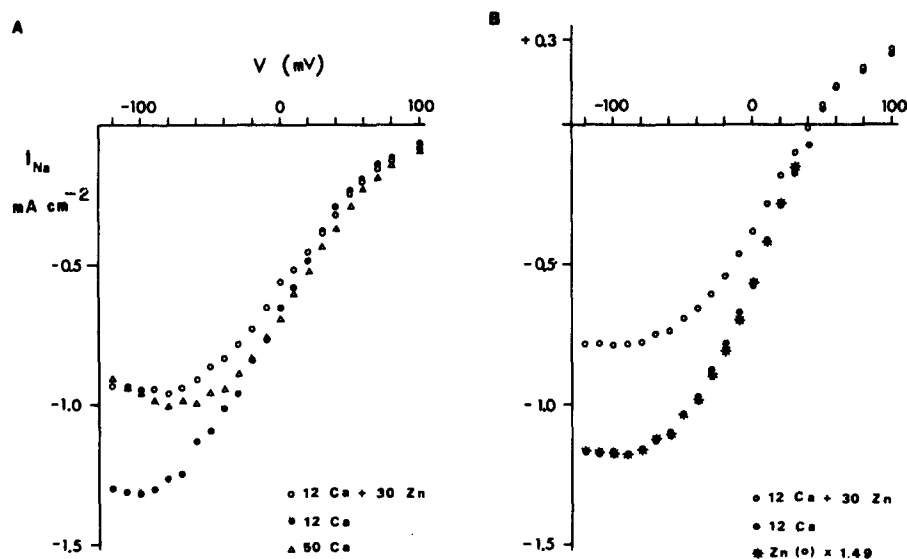 A
V (mV)
-100 0 100
i Na
mA cm-2
-0.5
-1.0
-1.5
○ 12 Ca + 30 Zn
● 12 Ca
△ 50 Ca
B
+0.3
-100 0 100
-0.5
-1.0
-1.5
○ 12 Ca + 30 Zn
● 12 Ca
✱ Zn (○) x 1.49